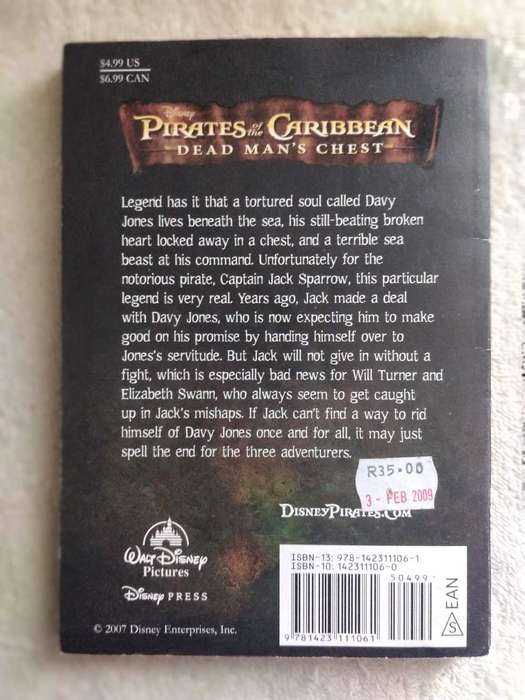 $4.99 US
$6.99 CAN
Disney
PIRATES of the CARIBBEAN
DEAD MAN'S CHEST
Legend has it that a tortured soul called Davy
Jones lives beneath the sea, his still-beating broken
heart locked away in a chest, and a terrible sea
beast at his command. Unfortunately for the
notorious pirate, Captain Jack Sparrow, this particular
legend is very real. Years ago, Jack made a deal
with Davy Jones, who is now expecting him to make
good on his promise by handing himself over to
Jones's servitude. But Jack will not give in without a
fight, which is especially bad news for Will Turner and
Elizabeth Swann, who always seem to get caught
up in Jack's mishaps. If Jack can't find a way to rid
himself of Davy Jones once and for all, it may just
spell the end for the three adventurers.
R35.00
3 - FEB 2009
DISNEYPIRATES.COM
WALT DISNEY
Pictures
DISNEY PRESS
© 2007 Disney Enterprises, Inc.
ISBN-13: 978-142311106-1
ISBN-10: 142311106-0
50499
9 781423 111061
S EAN